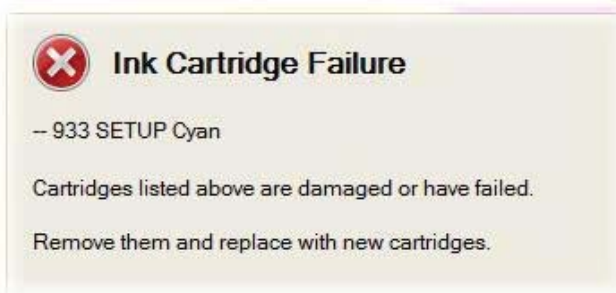 Ink Cartridge Failure
-- 933 SETUP Cyan
Cartridges listed above are damaged or have failed.
Remove them and replace with new cartridges.